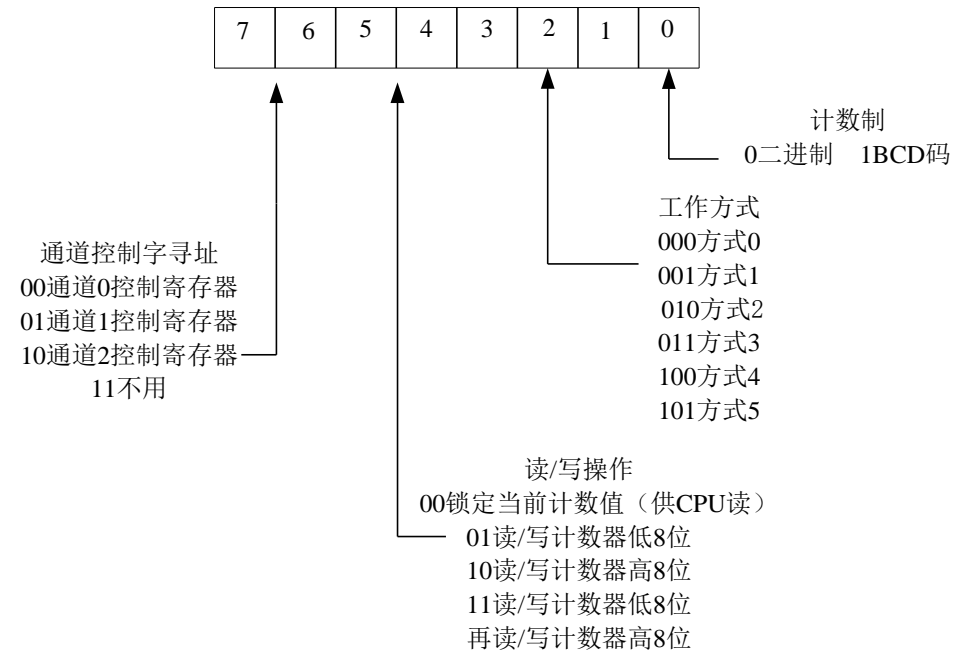 7 6 5 4 3 2 1 0
计数制
0二进制 1BCD码
工作方式
000方式0
001方式1
010方式2
011方式3
100方式4
101方式5
通道控制字寻址
00通道0控制寄存器
01通道1控制寄存器
10通道2控制寄存器
11不用
读/写操作
00锁定当前计数值（供CPU读）
01读/写计数器低8位
10读/写计数器高8位
11读/写计数器低8位
再读/写计数器高8位